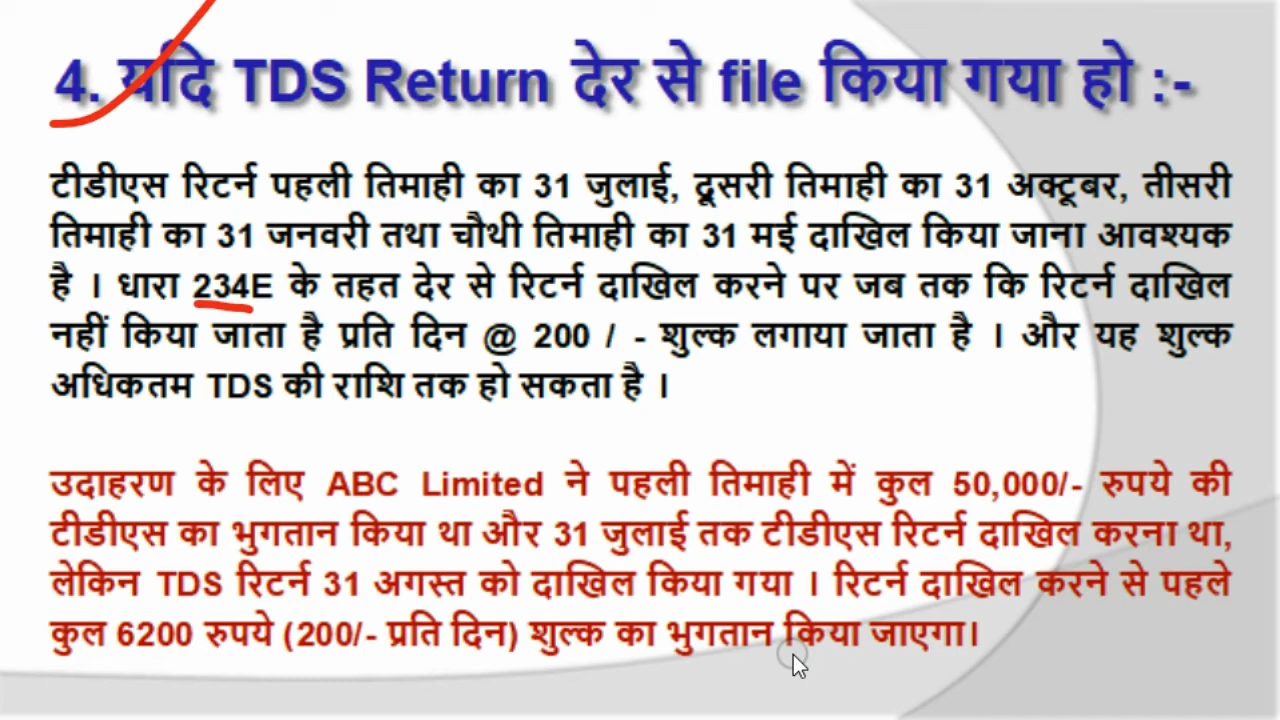 4. यदि TDS Return देर से file किया गया हो :-
टीडीएस रिटर्न पहली तिमाही का 31 जुलाई, दूसरी तिमाही का 31 अक्टूबर, तीसरी
तिमाही का 31 जनवरी तथा चौथी तिमाही का 31 मई दाखिल किया जाना आवश्यक
है । धारा 234E के तहत देर से रिटर्न दाखिल करने पर जब तक कि रिटर्न दाखिल
नहीं किया जाता है प्रति दिन @ 200 / - शुल्क लगाया जाता है । और यह शुल्क
अधिकतम TDS की राशि तक हो सकता है ।
उदाहरण के लिए ABC Limited ने पहली तिमाही में कुल 50,000/- रुपये की
टीडीएस का भुगतान किया था और 31 जुलाई तक टीडीएस रिटर्न दाखिल करना था,
लेकिन TDS रिटर्न 31 अगस्त को दाखिल किया गया । रिटर्न दाखिल करने से पहले
कुल 6200 रुपये (200/- प्रति दिन) शुल्क का भुगतान किया जाएगा।